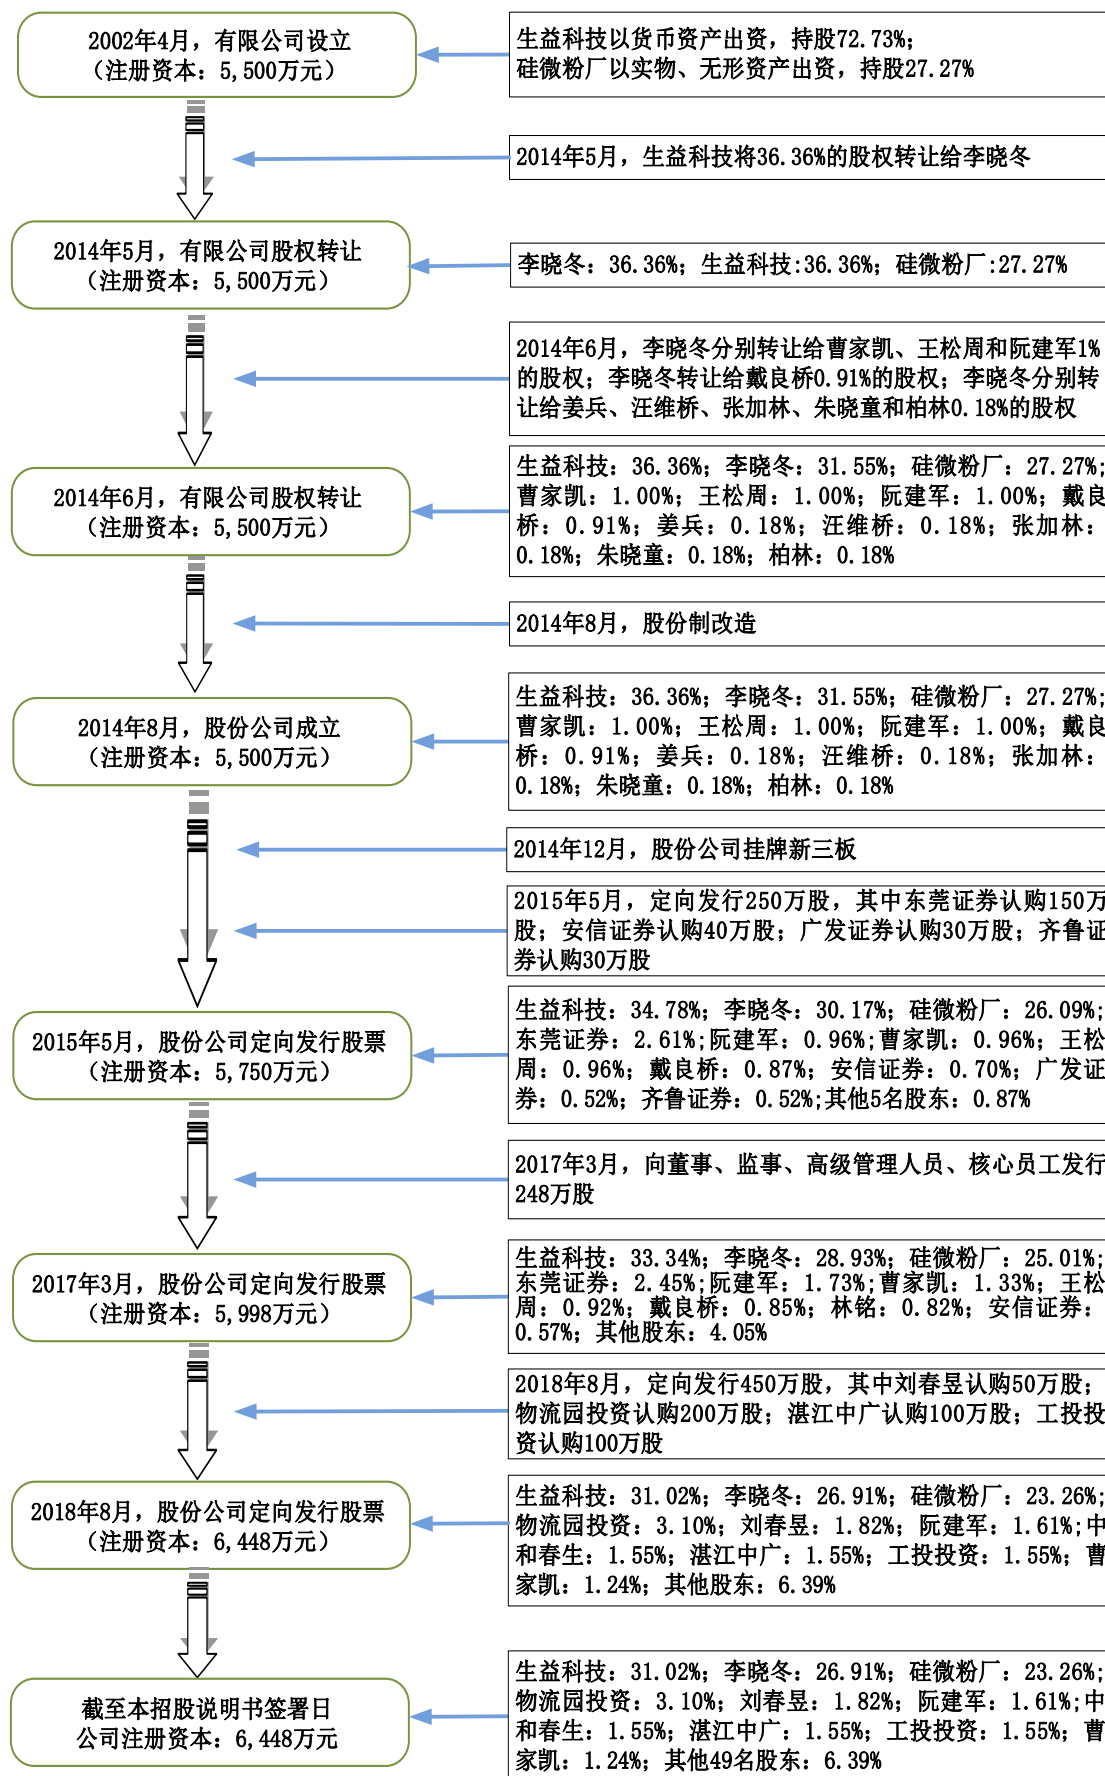 2002年4月，有限公司设立
（注册资本：5,500万元）
生益科技以货币资产出资，持股72.73%；
硅微粉厂以实物、无形资产出资，持股27.27%
2014年5月，生益科技将36.36%的股权转让给李晓冬
2014年5月，有限公司股权转让
（注册资本：5,500万元）
李晓冬：36.36%；生益科技:36.36%；硅微粉厂:27.27%
2014年6月，李晓冬分别转让给曹家凯、王松周和阮建军1%
的股权；李晓冬转让给戴良桥0.91%的股权；李晓冬分别转
让给姜兵、汪维桥、张加林、朱晓童和柏林0.18%的股权
2014年6月，有限公司股权转让
（注册资本：5,500万元）
生益科技：36.36%；李晓冬：31.55%；硅微粉厂：27.27%;
曹家凯：1.00%；王松周：1.00%；阮建军：1.00%；戴良
桥：0.91%；姜兵：0.18%；汪维桥：0.18%；张加林：
0.18%；朱晓童：0.18%；柏林：0.18%
2014年8月，股份制改造
2014年8月，股份公司成立
（注册资本：5,500万元）
生益科技：36.36%；李晓冬：31.55%；硅微粉厂：27.27%;
曹家凯：1.00%；王松周：1.00%；阮建军：1.00%；戴良
桥：0.91%；姜兵：0.18%；汪维桥：0.18%；张加林：
0.18%；朱晓童：0.18%；柏林：0.18%
2014年12月，股份公司挂牌新三板
2015年5月，定向发行250万股，其中东莞证券认购150万
股；安信证券认购40万股；广发证券认购30万股；齐鲁证
券认购30万股
2015年5月，股份公司定向发行股票
（注册资本：5,750万元）
生益科技：34.78%；李晓冬：30.17%；硅微粉厂：26.09%;
东莞证券：2.61%;阮建军：0.96%;曹家凯：0.96%；王松
周：0.96%；戴良桥：0.87%；安信证券：0.70%；广发证
券：0.52%；齐鲁证券：0.52%;其他5名股东：0.87%
2017年3月，向董事、监事、高级管理人员、核心员工发行
248万股
2017年3月，股份公司定向发行股票
（注册资本：5,998万元）
生益科技：33.34%；李晓冬：28.93%；硅微粉厂：25.01%;
东莞证券：2.45%;阮建军：1.73%;曹家凯：1.33%；王松
周：0.92%；戴良桥：0.85%；林铭：0.82%；安信证券：
0.57%；其他股东：4.05%
2018年8月，定向发行450万股，其中刘春昱认购50万股；
物流园投资认购200万股；湛江中广认购100万股；工投投
资认购100万股
2018年8月，股份公司定向发行股票
（注册资本：6,448万元）
生益科技：31.02%；李晓冬：26.91%；硅微粉厂：23.26%;
物流园投资：3.10%；刘春昱：1.82%；阮建军：1.61%;中
和春生：1.55%；湛江中广：1.55%；工投投资：1.55%；曹
家凯：1.24%；其他股东：6.39%
截至本招股说明书签署日
公司注册资本：6,448万元
生益科技：31.02%；李晓冬：26.91%；硅微粉厂：23.26%;
物流园投资：3.10%；刘春昱：1.82%；阮建军：1.61%;中
和春生：1.55%；湛江中广：1.55%；工投投资：1.55%；曹
家凯：1.24%；其他49名股东：6.39%